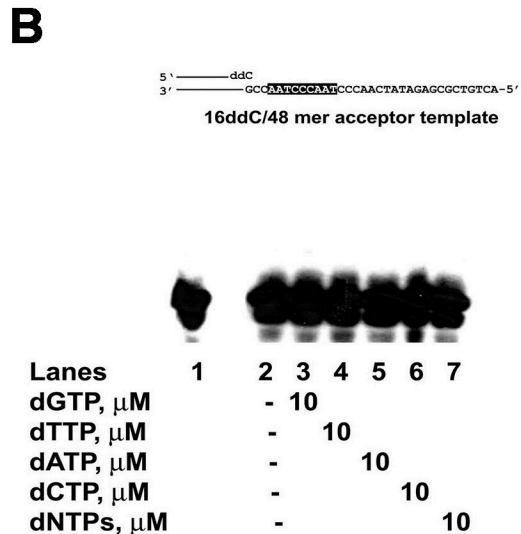 B
5‵ ddC
3′ GCCAATCCCAATCCCAACTATAGAGCGCTGTCA-5′
16ddC/48 mer acceptor template
Lanes 1 2 3 4 5 6 7
dGTP, μM - 10
dTTP, μM - 10
dATP, μM - 10
dCTP, μM - 10
dNTPs, μM - 10